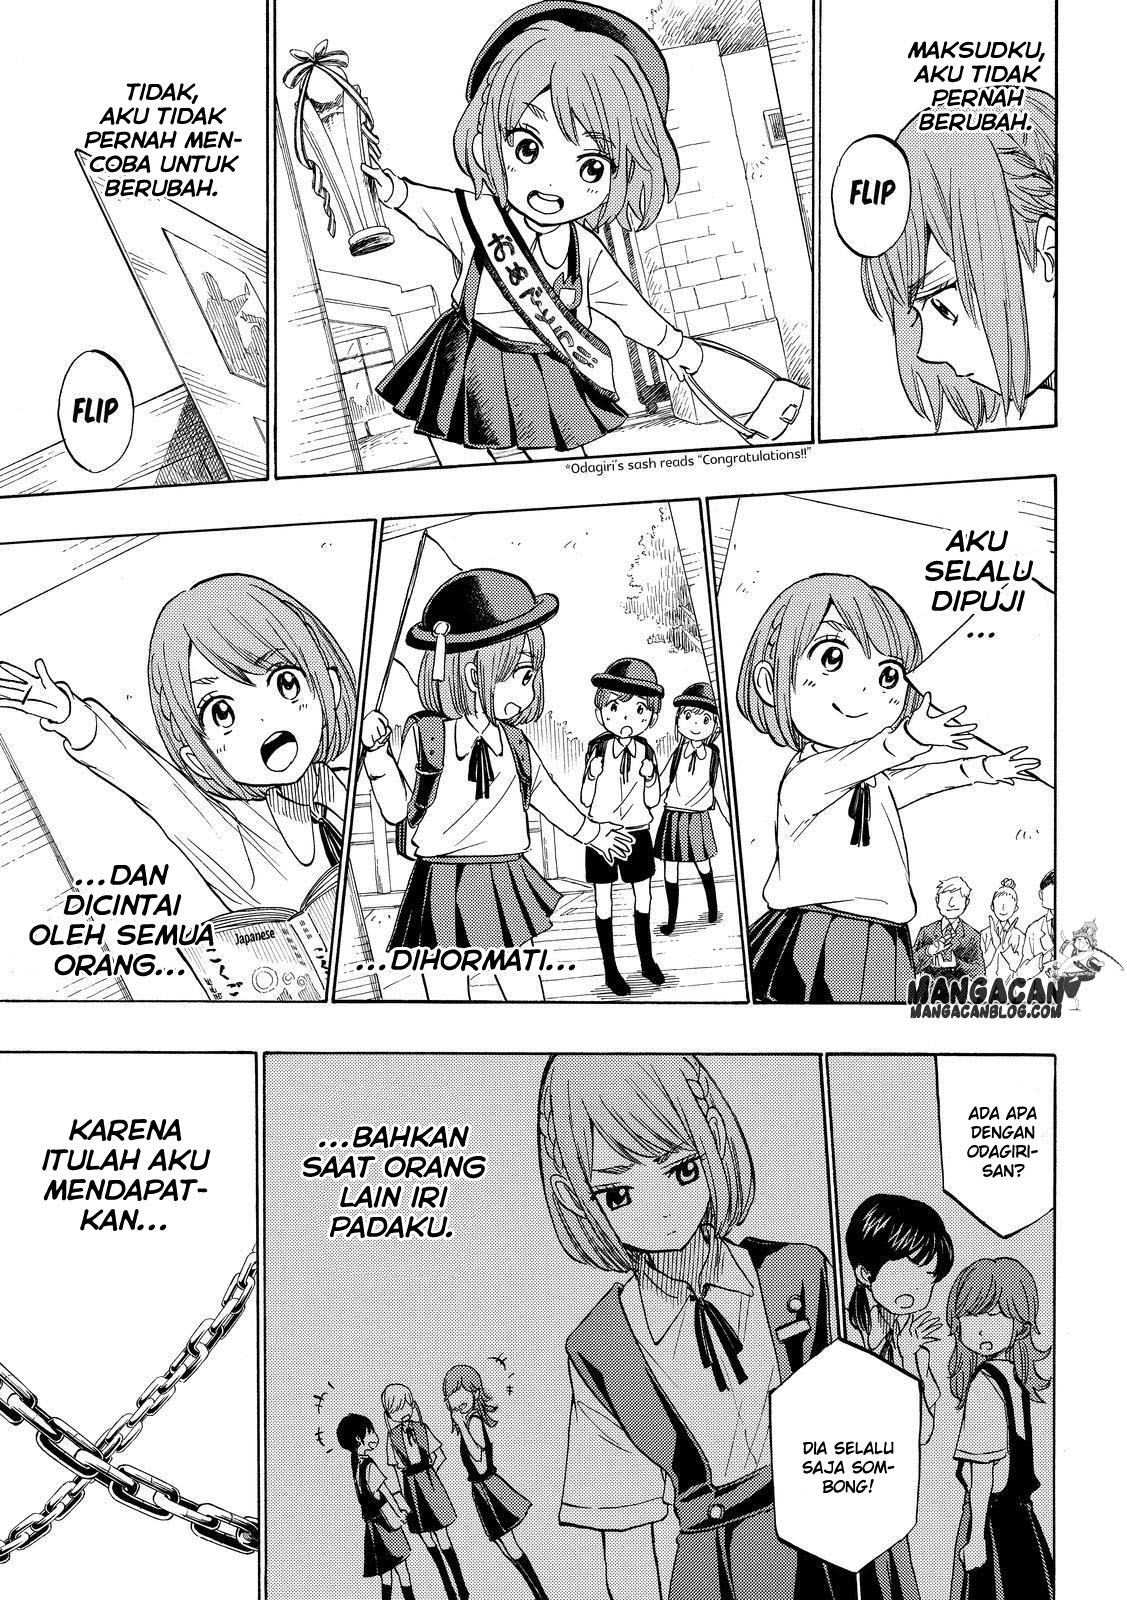 MAKSUDKU,
AKU TIDAK
PERNAH
BERUBAH.
FLIP
おめでとう!!
*Odagiri's sash reads "Congratulations!!"
TIDAK,
AKU TIDAK
PERNAH MEN-
COBA UNTUK
BERUBAH.
FLIP
AKU
SELALU
DIPUJI
...
...DIHORMATI...
...DAN
DICINTAI
OLEH SEMUA
ORANG...
Japanese
MANGACAN
MANGACANBLOG.COM
ADA APA
DENGAN
ODAGIRI-
SAN?
DIA SELALU
SAJA SOM-
BONG!
...BAHKAN
SAAT ORANG
LAIN IRI
PADAKU.
KARENA
ITULAH AKU
MENDAPAT-
KAN...